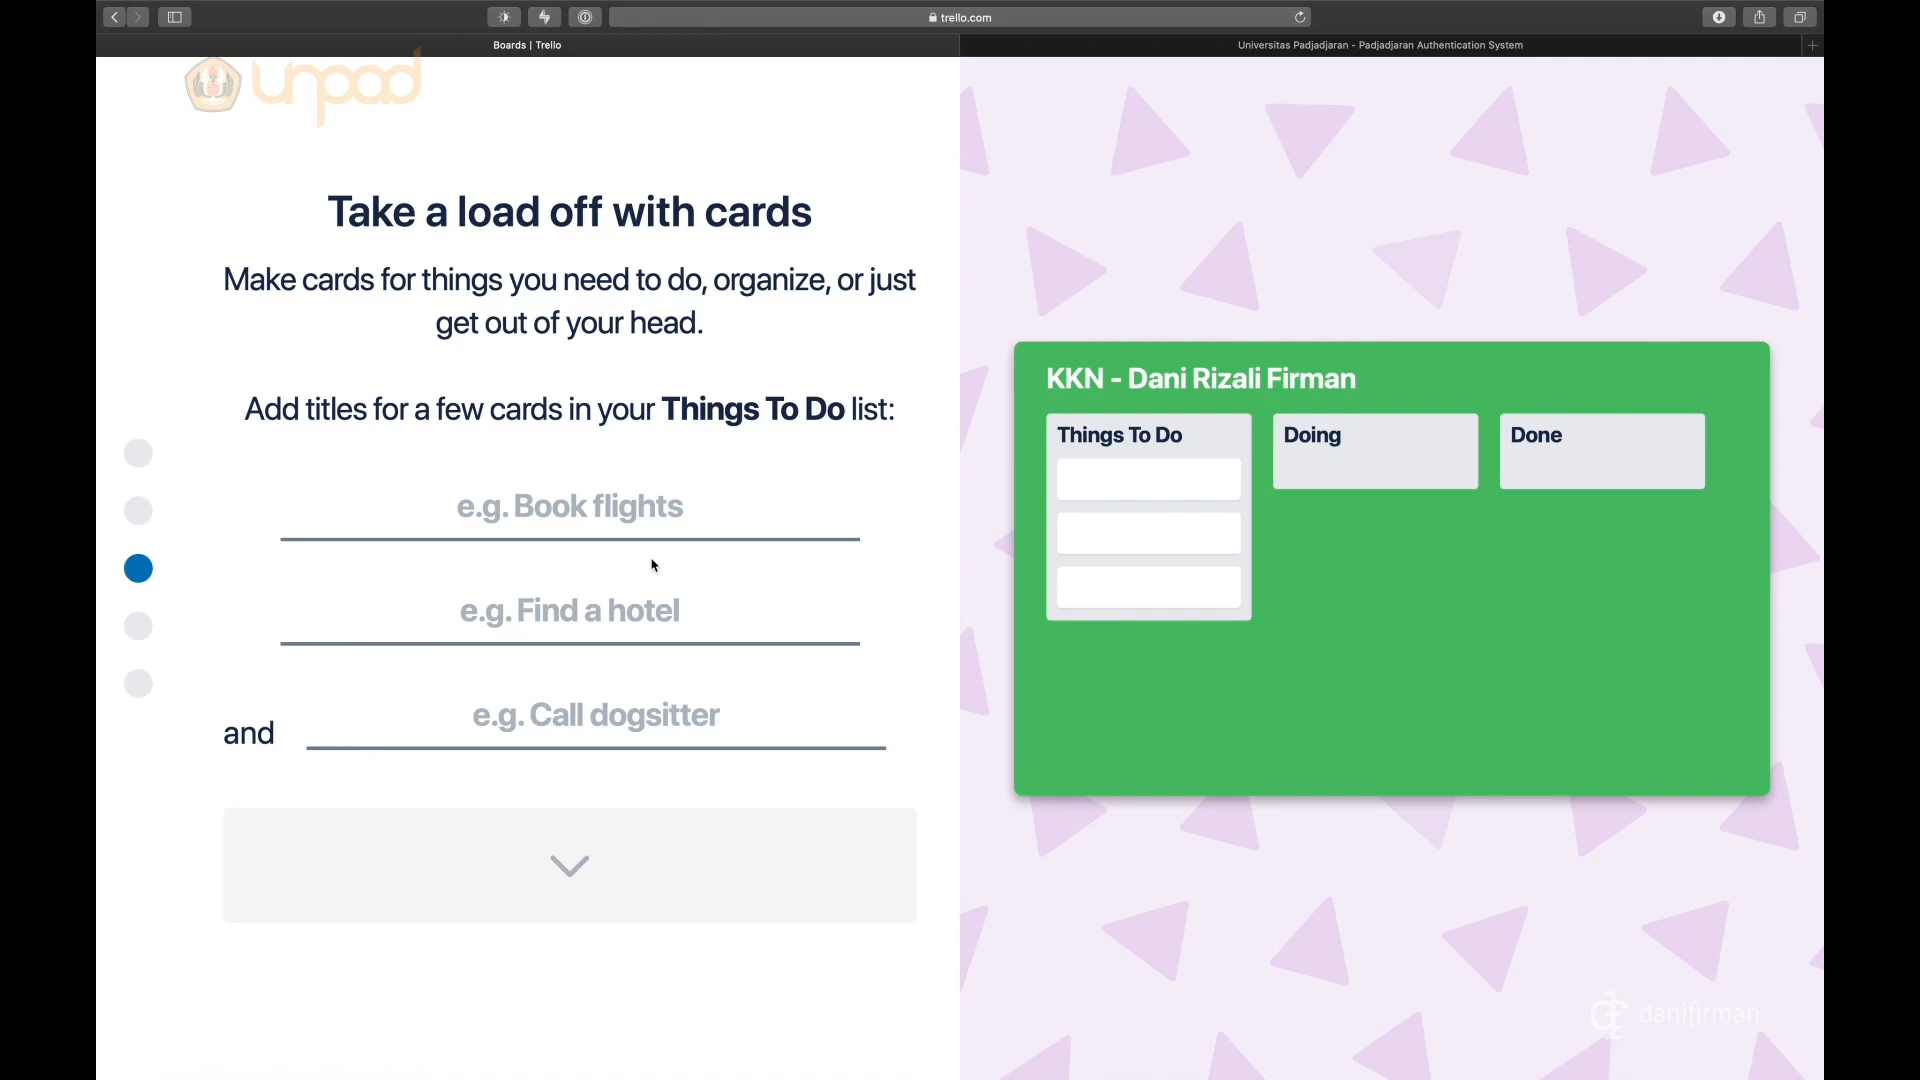 trello.com
Boards | Trello
Universitas Padjadjaran - Padjadjaran Authentication System
unpad
Take a load off with cards
Make cards for things you need to do, organize, or just
get out of your head.
Add titles for a few cards in your Things To Do list:
e.g. Book flights
e.g. Find a hotel
and
e.g. Call dogsitter
KKN - Dani Rizali Firman
Things To Do
Doing
Done
danifirman